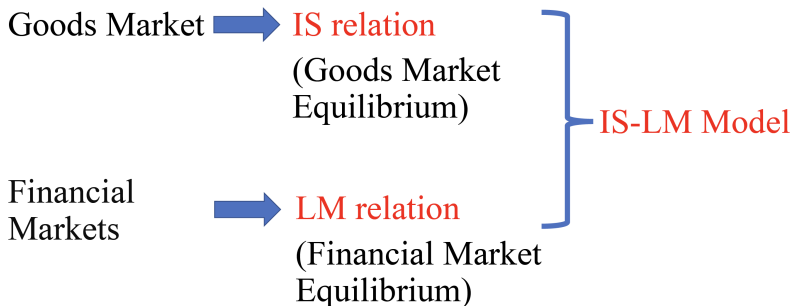 Goods Market
IS relation
(Goods Market
Equilibrium)
IS-LM Model
Financial
Markets
LM relation
(Financial Market
Equilibrium)